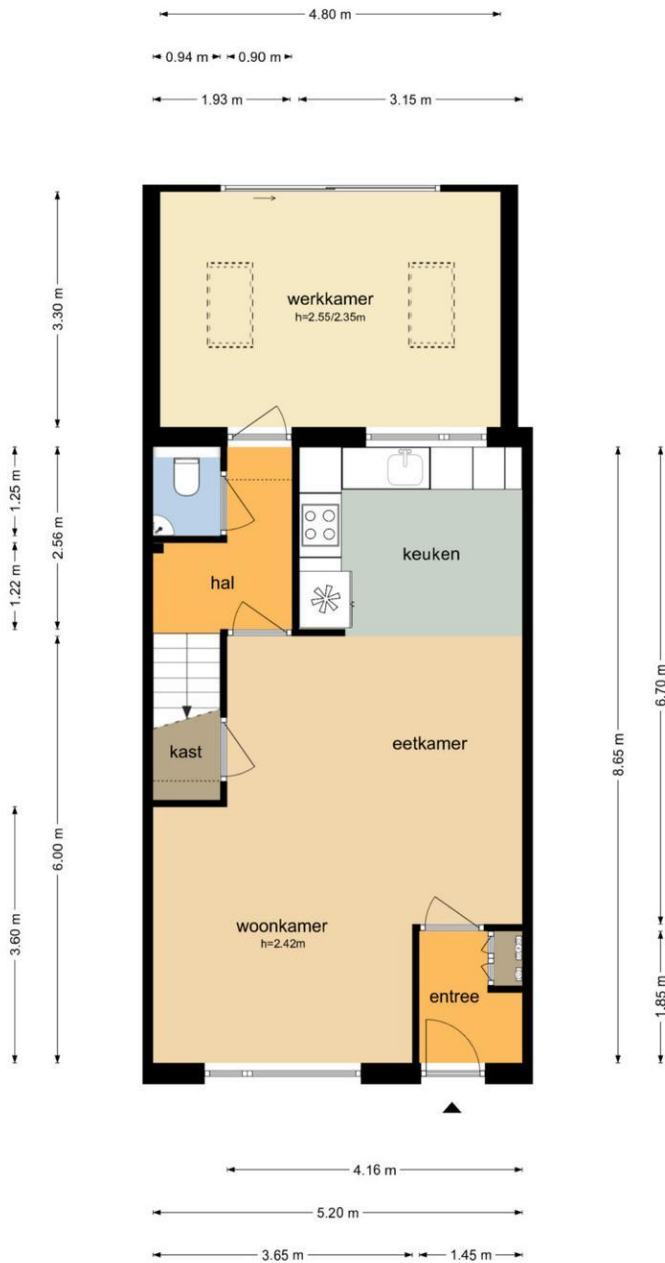 4.80 m
0.94 m
0.90 m
1.93 m
3.15 m
3.30 m
werkkamer
h=2.55/2.35m
1.25 m
2.56 m
1.22 m
keuken
hal
6.70 m
8.65 m
eetkamer
kast
6.00 m
3.60 m
woonkamer
h=2.42m
entree
1.85 m
4.16 m
5.20 m
3.65 m
1.45 m